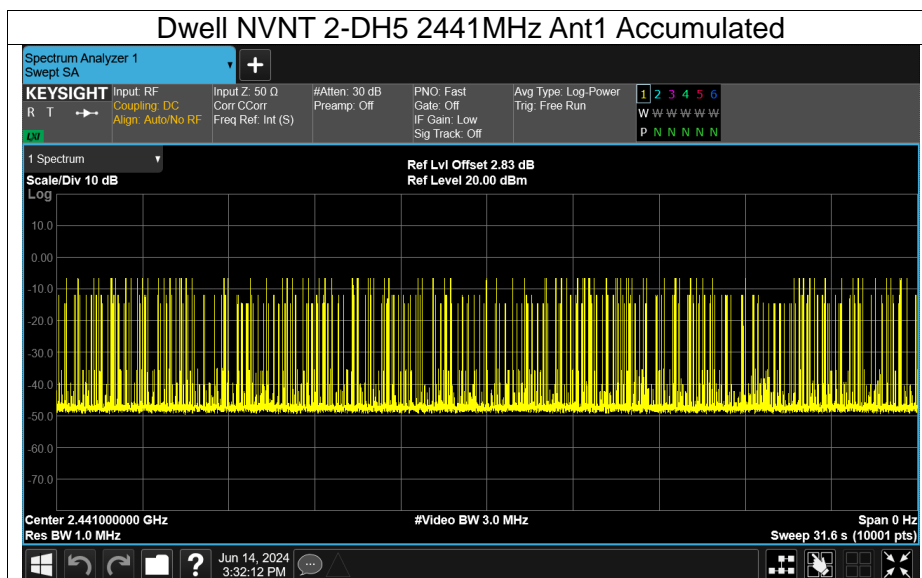 Dwell NVNT 2-DH5 2441MHz Ant1 Accumulated
Spectrum Analyzer 1
Swept SA
▼
+
KEYSIGHT Input: RF Input Z: 50 Ω #Atten: 30 dB PNO: Fast Avg Type: Log-Power 1 2 3 4 5 6
R T Coupling: DC Corr CCorr Preamp: Off Gate: Off Trig: Free Run W W W W W W
Align: Auto/No RF Freq Ref: Int (S) IF Gain: Low
LXI Sig Track: Off P N N N N N
1 Spectrum ▼ Ref Lvl Offset 2.83 dB
Scale/Div 10 dB Ref Level 20.00 dBm
Log
10.0
0.00
-10.0
-20.0
-30.0
-40.0
-50.0
-60.0
-70.0
Center 2.441000000 GHz #Video BW 3.0 MHz Span 0 Hz
Res BW 1.0 MHz Sweep 31.6 s (10001 pts)
? Jun 14, 2024
3:32:12 PM